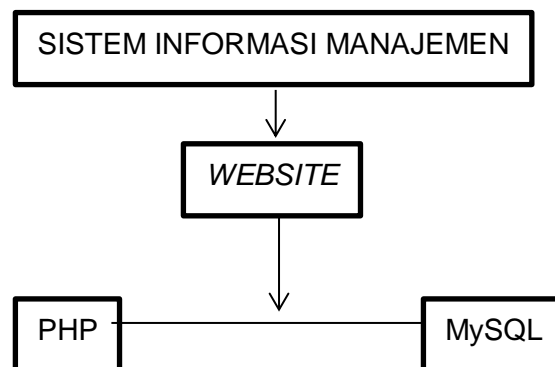 SISTEM INFORMASI MANAJEMEN
WEBSITE
PHP
MySQL